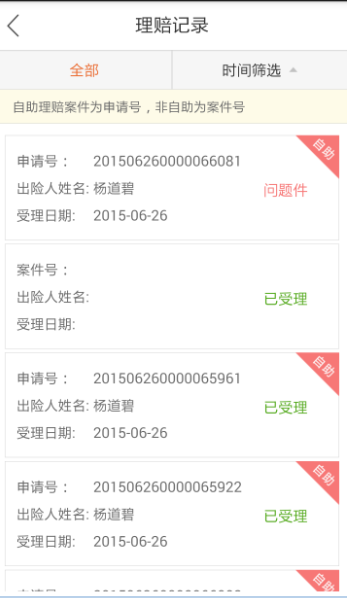 理赔记录
全部 时间筛选
自助理赔案件为申请号，非自助为案件号
自助
申请号： 201506260000066081
出险人姓名: 杨道碧 问题件
受理日期: 2015-06-26
案件号：
出险人姓名: 已受理
受理日期:
自助
申请号： 201506260000065961
出险人姓名: 杨道碧 已受理
受理日期: 2015-06-26
自助
申请号： 201506260000065922
出险人姓名: 杨道碧 已受理
受理日期: 2015-06-26
自助